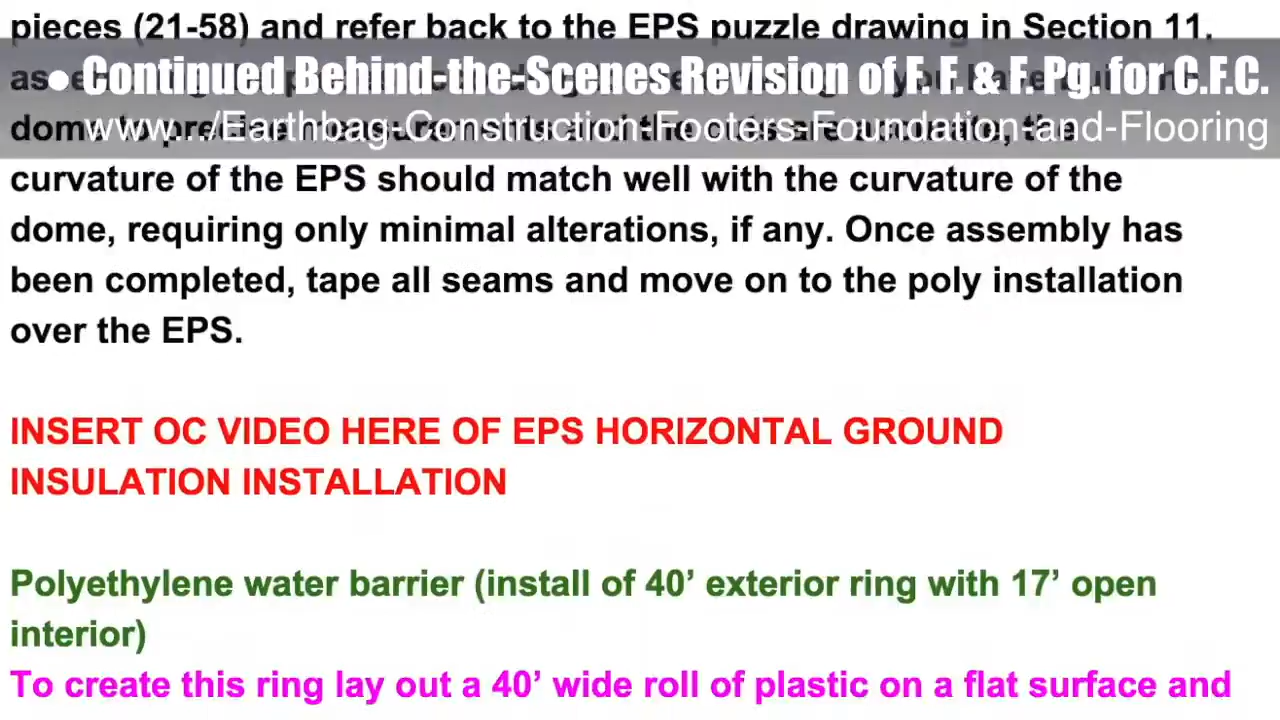 pieces (21-58) and refer back to the EPS puzzle drawing in Section 11,
• Continued Behind-the-Scenes Revision of F. F. & F. Pg. for C.F.C.
www.../Earthbag-Construction-Footers-Foundation-and-Flooring
curvature of the EPS should match well with the curvature of the
dome, requiring only minimal alterations, if any. Once assembly has
been completed, tape all seams and move on to the poly installation
over the EPS.
INSERT OC VIDEO HERE OF EPS HORIZONTAL GROUND
INSULATION INSTALLATION
Polyethylene water barrier (install of 40’ exterior ring with 17’ open
interior)
To create this ring lay out a 40’ wide roll of plastic on a flat surface and